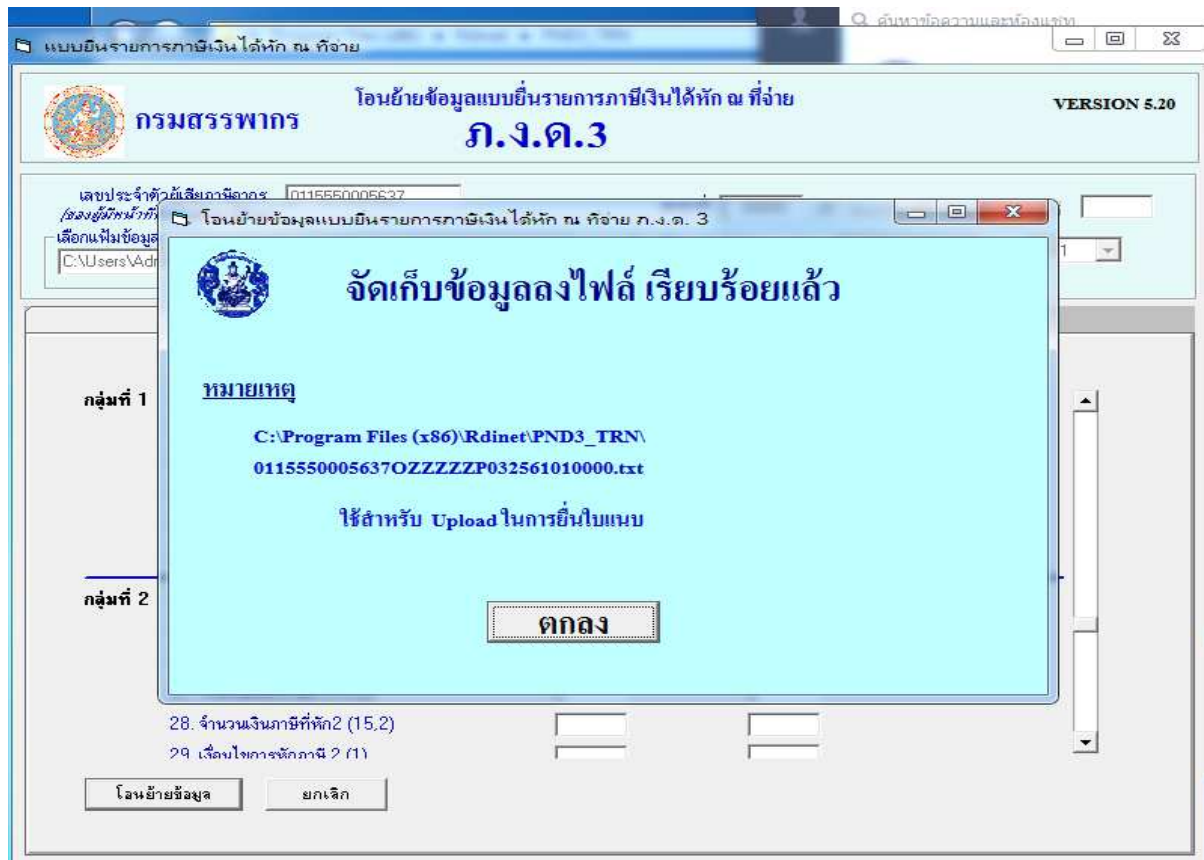 ค้นหาข้อความและห้องแชท
แบบยื่นรายการภาษีเงินได้หัก ณ ที่จ่าย
กรมสรรพากร
โอนย้ายข้อมูลแบบยื่นรายการภาษีเงินได้หัก ณ ที่จ่าย
ภ.ง.ด.3
VERSION 5.20
เลขประจำตัวผู้เสียภาษีอากร 0115550005637
เลือกแฟ้มข้อมูล
C:\Users\Adr
1
โอนย้ายข้อมูลแบบยื่นรายการภาษีเงินได้หัก ณ ที่จ่าย ภ.ง.ด. 3
จัดเก็บข้อมูลลงไฟล์ เรียบร้อยแล้ว
หมายเหตุ
C:\Program Files (x86)\Rdinet\PND3_TRN\
0115550005637OZZZZZP032561010000.txt
ใช้สำหรับ Upload ในการยื่นใบแนบ
ตกลง
กลุ่มที่ 1
กลุ่มที่ 2
28. จำนวนเงินภาษีที่หัก2 (15,2)
29. เงื่อนไขการหักภาษี 2 (1)
โอนย้ายข้อมูล
ยกเลิก